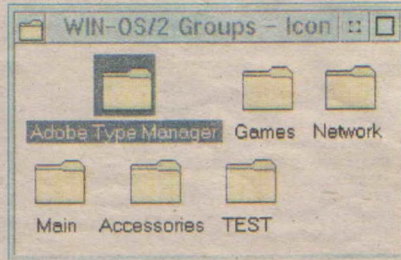 WIN-OS/2 Groups - Icon
Adobe Type Manager Games Network
Main Accessories TEST